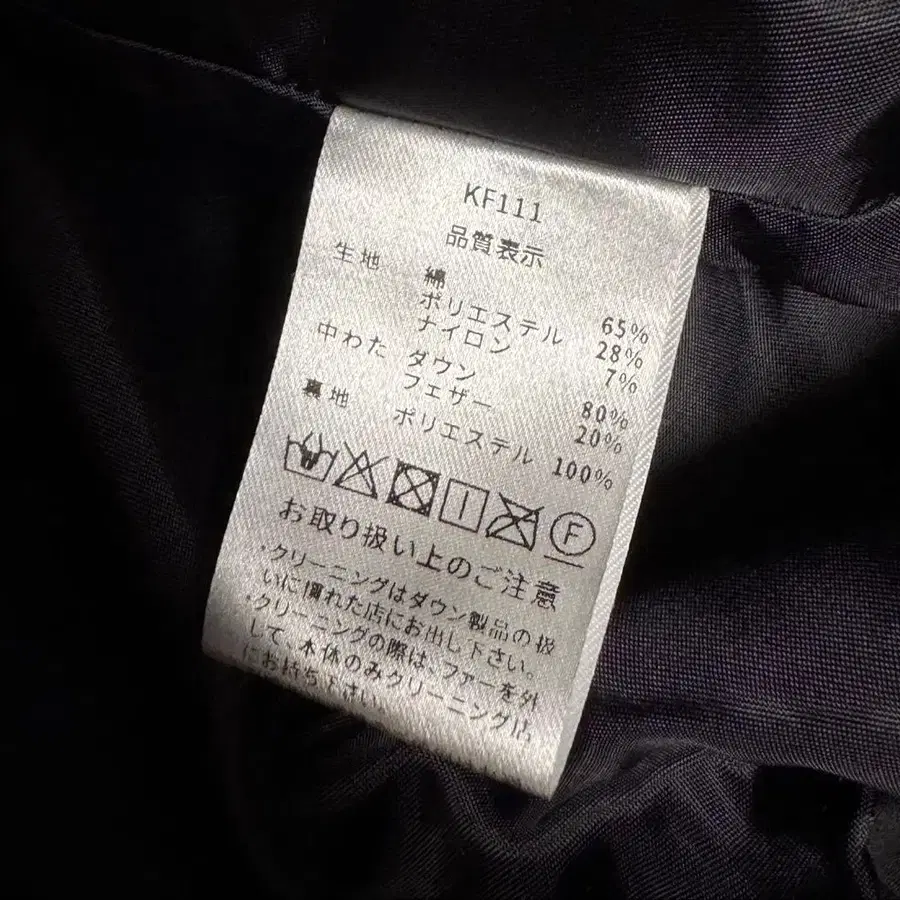 KF111
品質表示
生地 綿 65%
ポリエステル 28%
ナイロン 7%
中わた ダウン 80%
フェザー 20%
裏地 ポリエステル 100%
F
お取り扱い上のご注意
・クリーニングはダウン製品の扱
いに慣れた店にお出し下さい。
・クリーニングの際は、ファーを外
して、本体のみクリーニング店
にお持ち下さい。